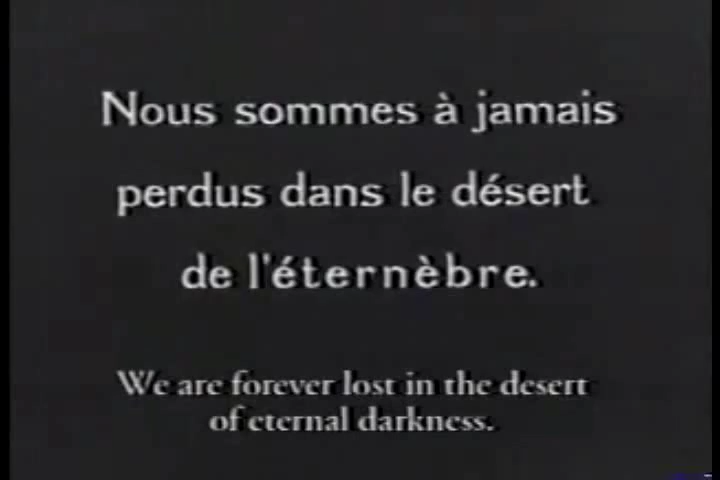 Nous sommes à jamais
perdus dans le désert
de l'éternèbre.
We are forever lost in the desert
of eternal darkness.